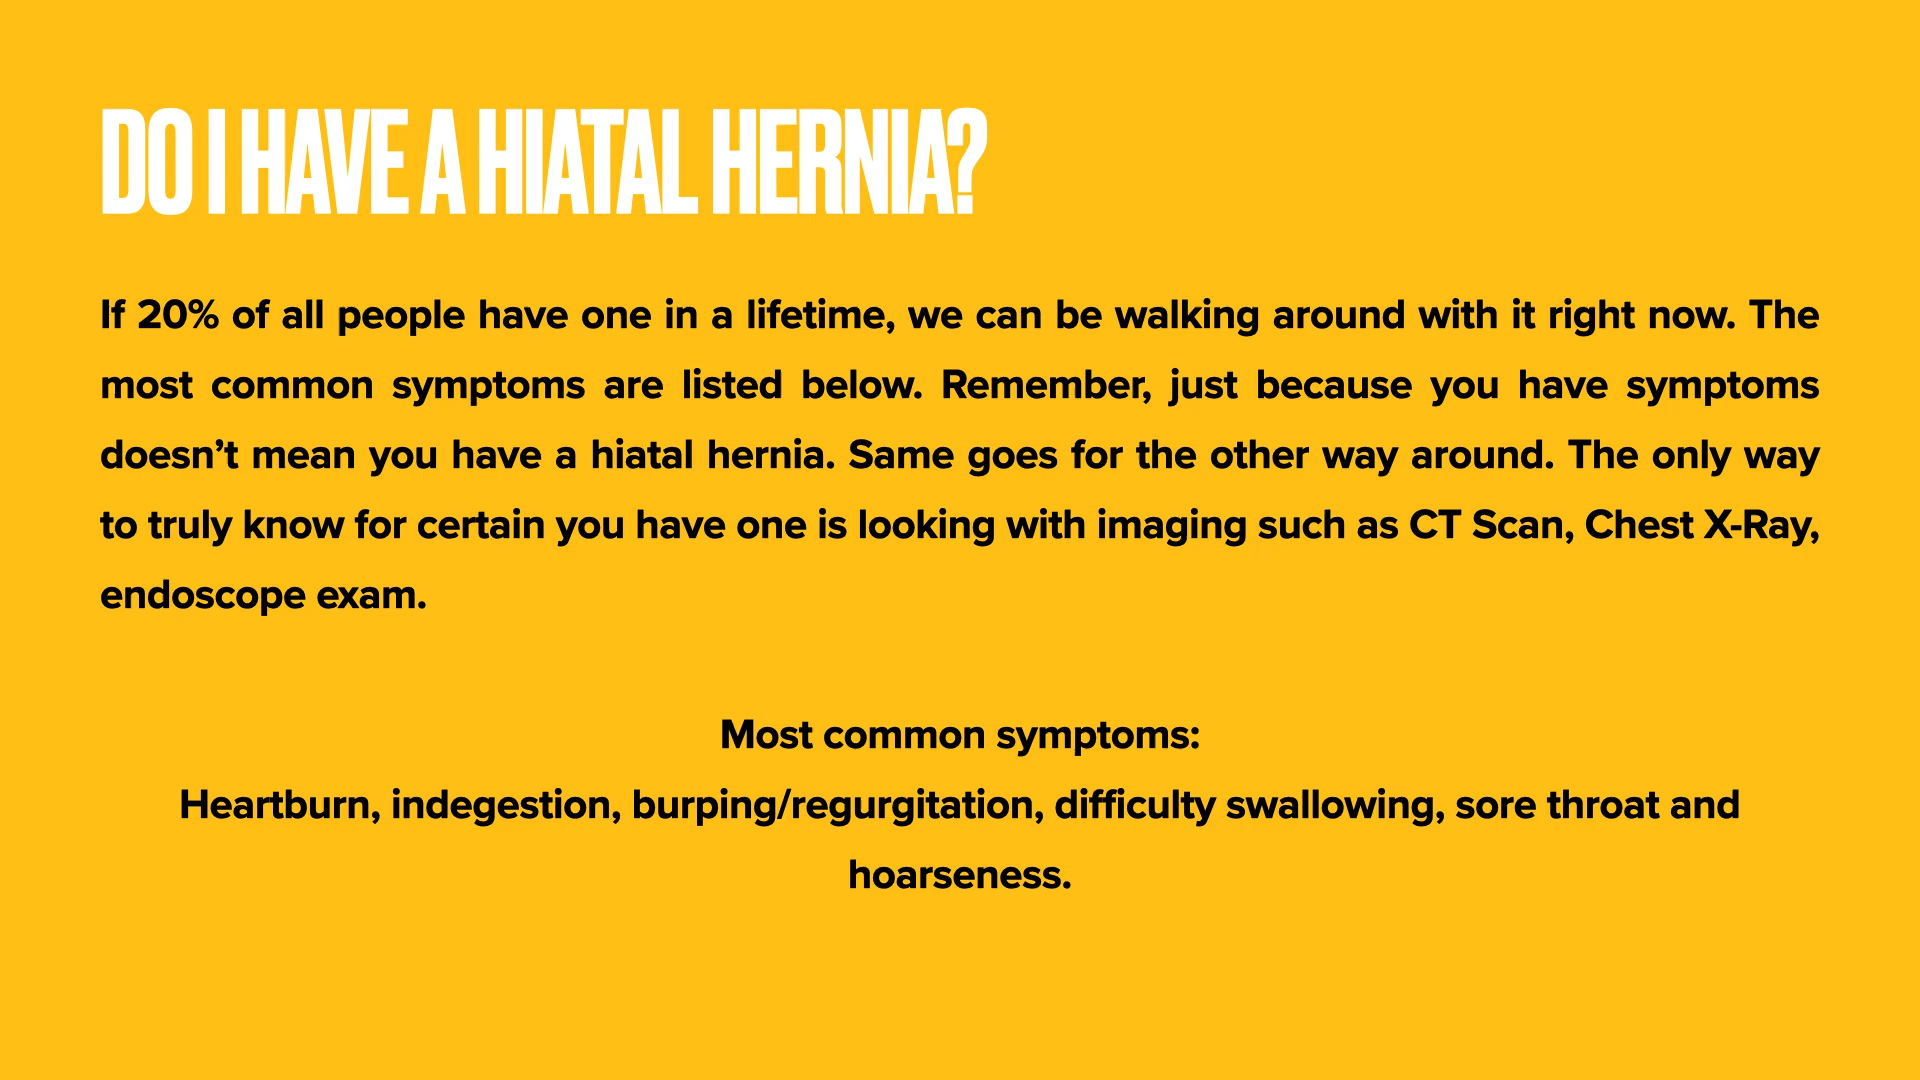 DO I HAVE A HIATAL HERNIA?
If 20% of all people have one in a lifetime, we can be walking around with it right now. The
most common symptoms are listed below. Remember, just because you have symptoms
doesn’t mean you have a hiatal hernia. Same goes for the other way around. The only way
to truly know for certain you have one is looking with imaging such as CT Scan, Chest X-Ray,
endoscope exam.
Most common symptoms:
Heartburn, indegestion, burping/regurgitation, difficulty swallowing, sore throat and
hoarseness.